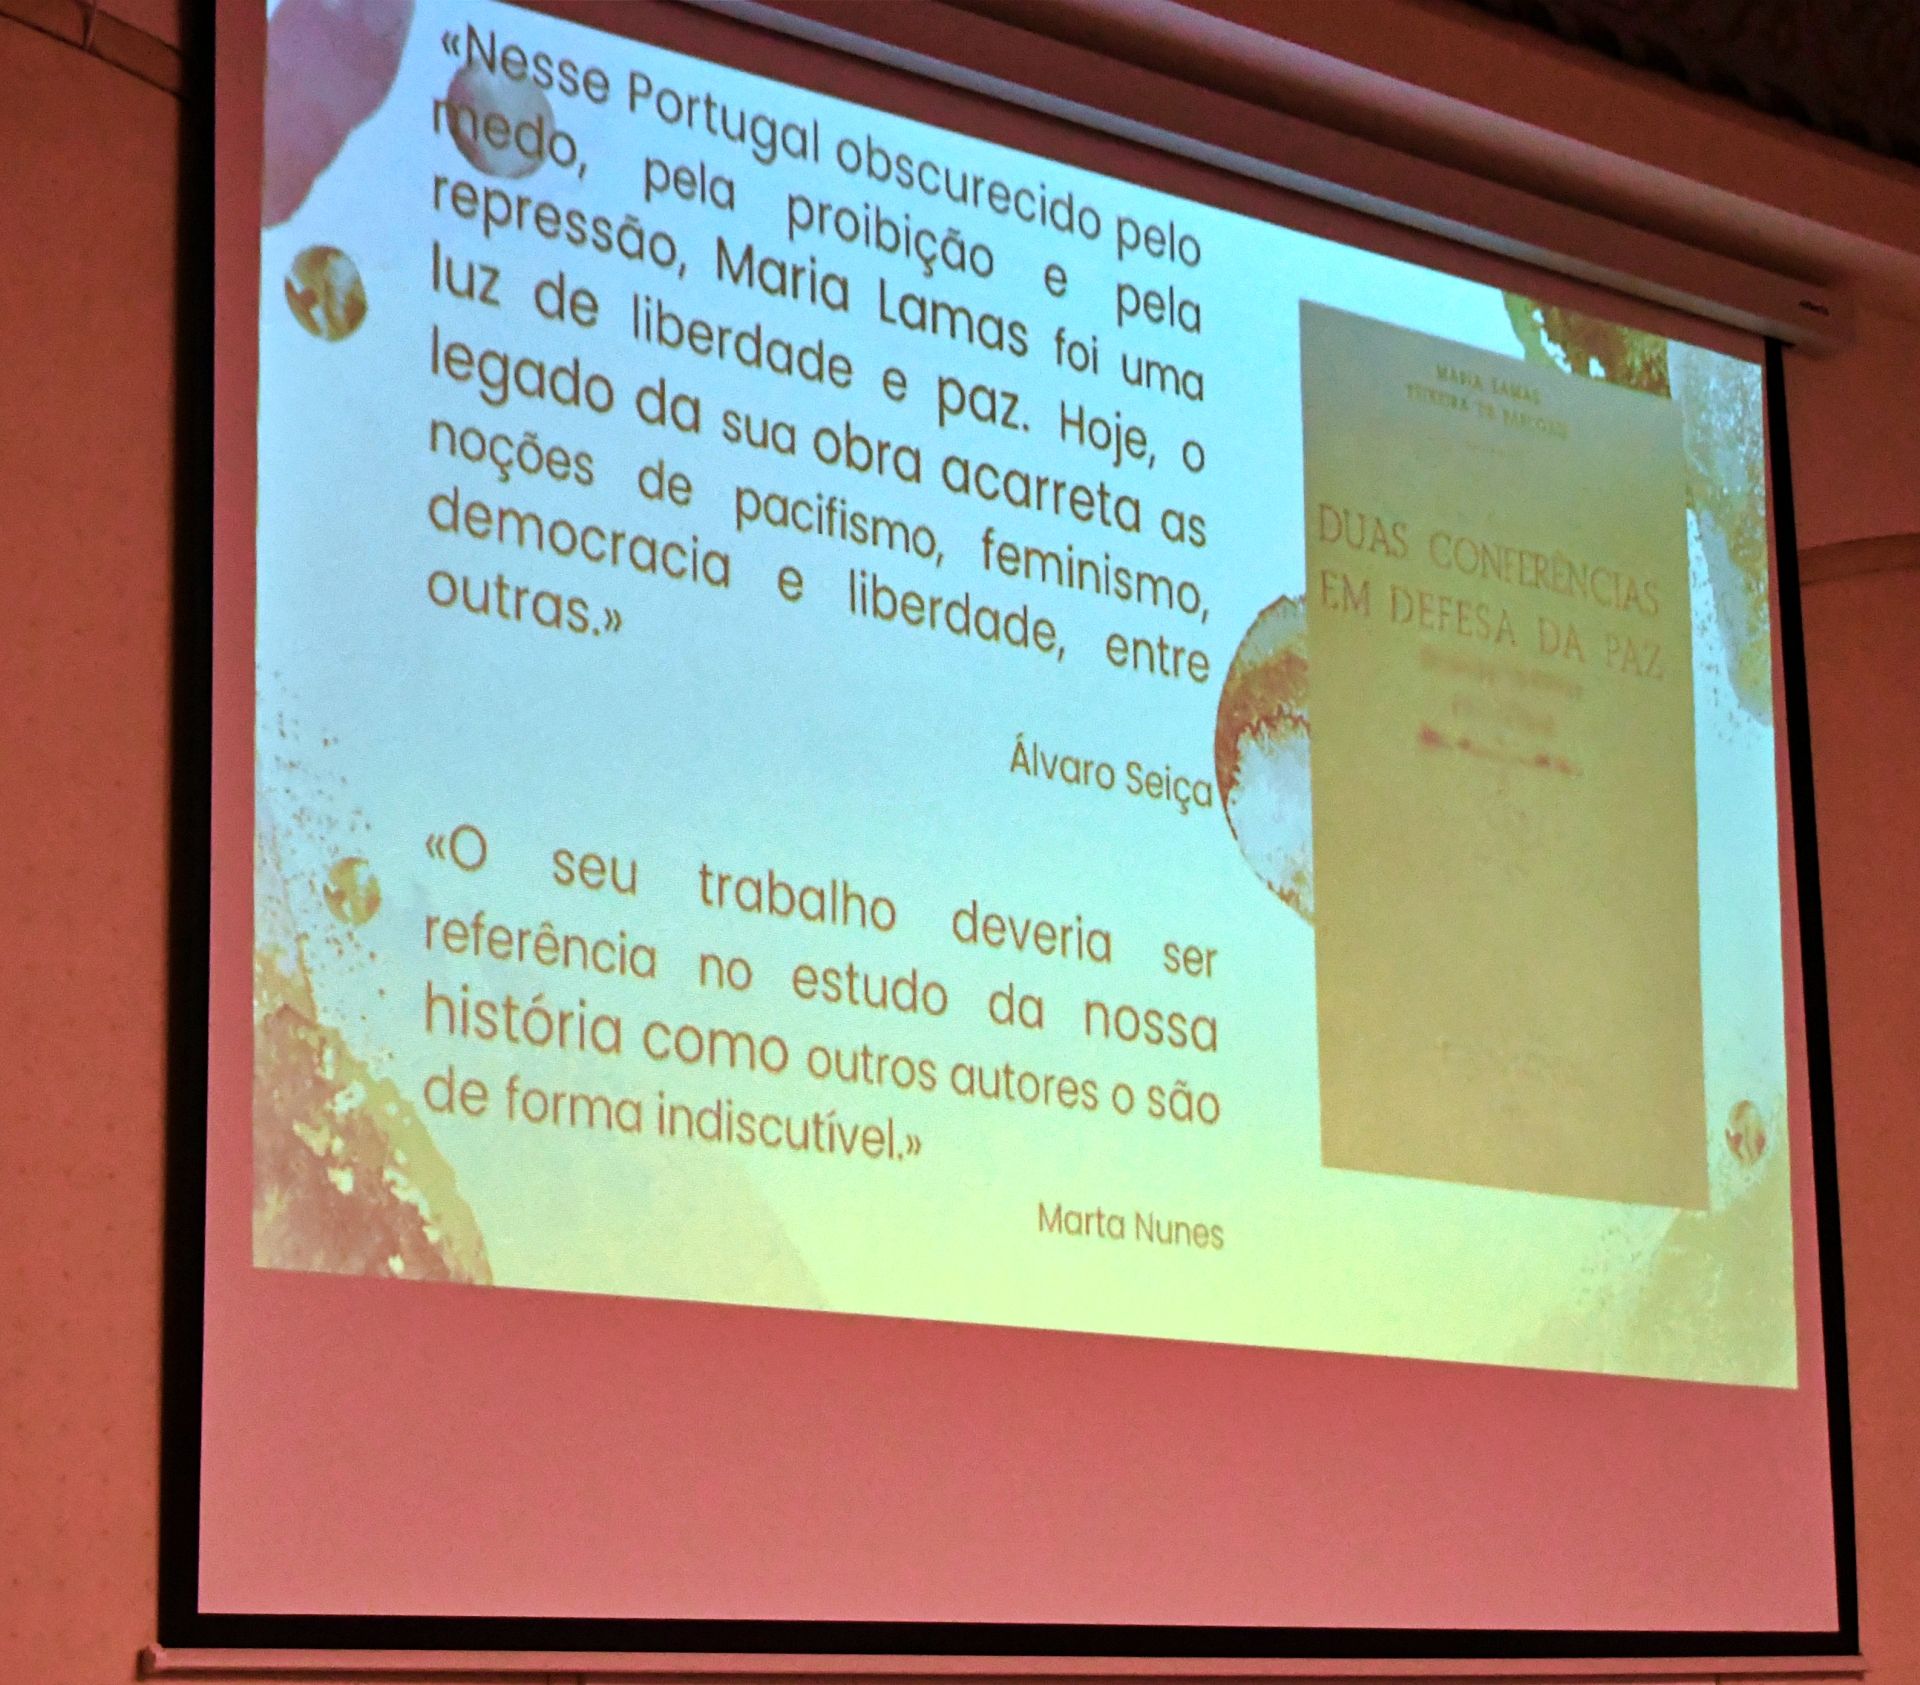 «Nesse Portugal obscurecido pelo
medo, pela proibição e pela
repressão, Maria Lamas foi uma
luz de liberdade e paz. Hoje, o
legado da sua obra acarreta as
noções de pacifismo, feminismo,
democracia e liberdade, entre
outras.»
Álvaro Seiça
«O seu trabalho deveria ser
referência no estudo da nossa
história como outros autores o são
de forma indiscutível.»
Marta Nunes
MARIA LAMAS
TEIXEIRA DE PASCOAES
DUAS CONFERÊNCIAS
EM DEFESA DA PAZ